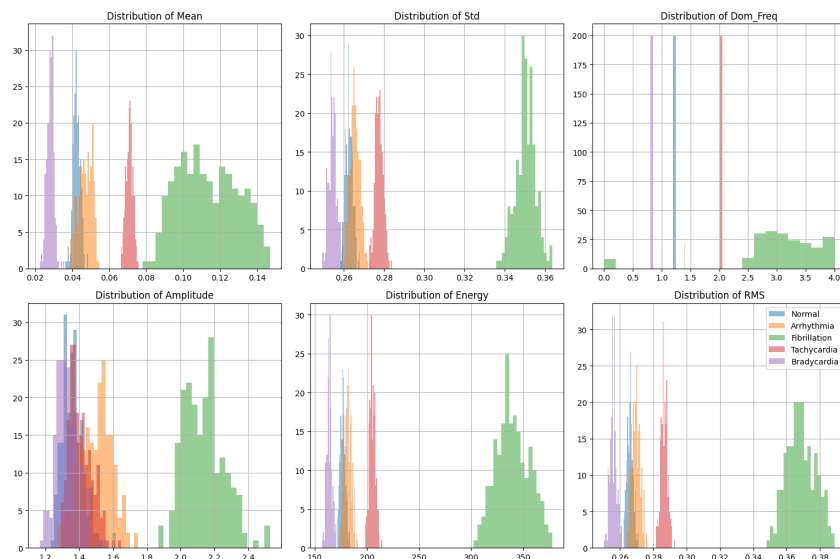 Distribution of Mean
30
25
20
15
10
5
0
0.02 0.04 0.06 0.08 0.10 0.12 0.14
Distribution of Std
30
25
20
15
10
5
0
0.26 0.28 0.30 0.32 0.34 0.36
Distribution of Dom_Freq
200
175
150
125
100
75
50
25
0
0.0 0.5 1.0 1.5 2.0 2.5 3.0 3.5 4.0
Distribution of Amplitude
30
25
20
15
10
5
0
1.2 1.4 1.6 1.8 2.0 2.2 2.4
Distribution of Energy
30
25
20
15
10
5
0
150 200 250 300 350
Distribution of RMS
Normal
Arrhythmia
Fibrillation
Tachycardia
Bradycardia
30
25
20
15
10
5
0
0.26 0.28 0.30 0.32 0.34 0.36 0.38